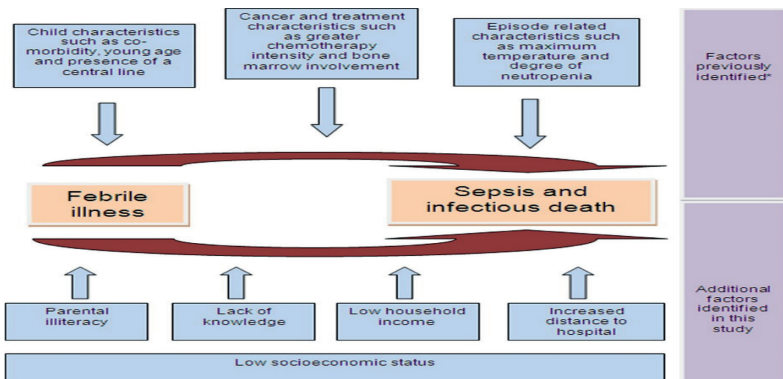 Child characteristics
such as co-
morbidity, young age
and presence of a
central line
Cancer and treatment
characteristics such
as greater
chemotherapy
intensity and bone
marrow involvement
Episode related
characteristics such
as maximum
temperature and
degree of
neutropenia
Factors
previously
identified*
Febrile
illness
Sepsis and
infectious death
Parental
illiteracy
Lack of
knowledge
Low household
income
Increased
distance to
hospital
Additional
factors
identified
in this
study
Low socioeconomic status